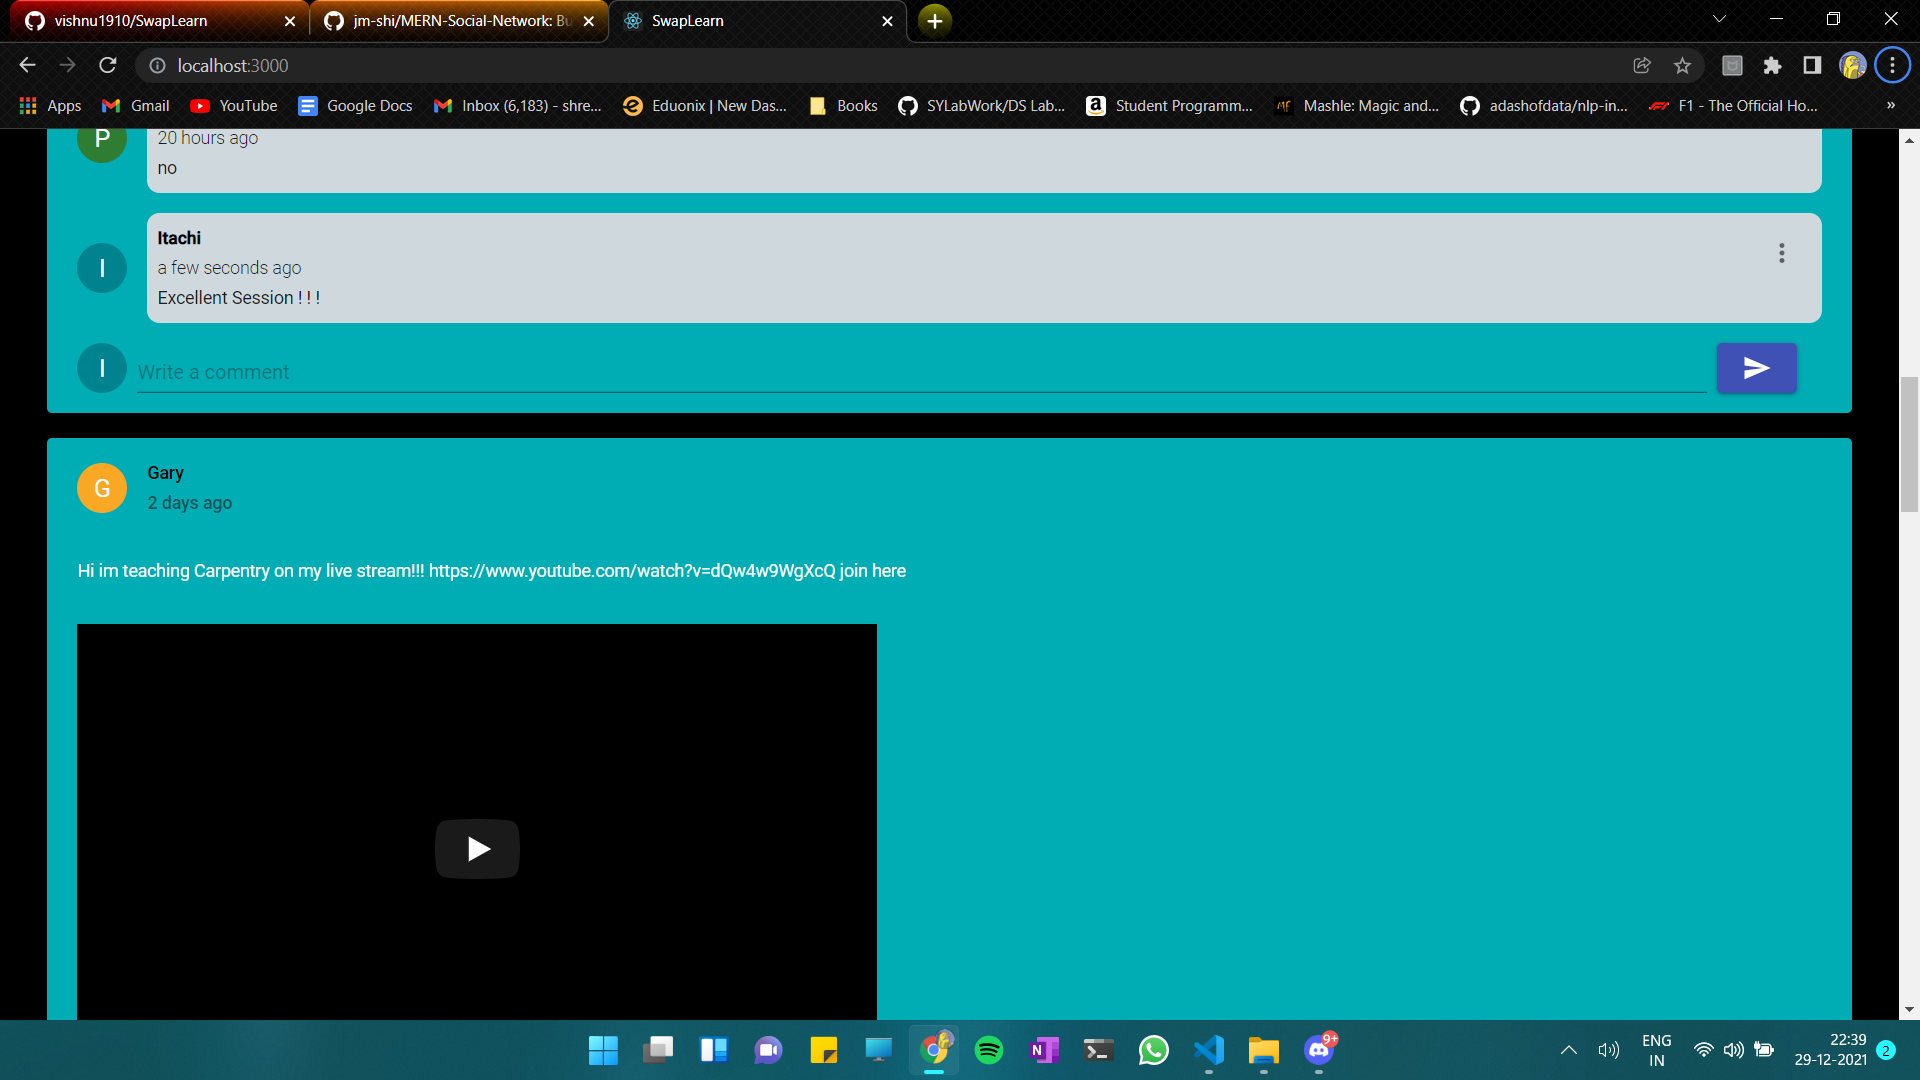 vishnu1910/SwapLearn
jm-shi/MERN-Social-Network: Bu
SwapLearn
localhost:3000
Apps
Gmail
YouTube
Google Docs
Inbox (6,183) - shre...
Eduonix | New Das...
Books
SYLabWork/DS Lab...
Student Programm...
Mashle: Magic and...
adashofdata/nlp-in...
F1 - The Official Ho...
»
P
20 hours ago
no
I
Itachi
a few seconds ago
Excellent Session ! ! !
I
Write a comment
G
Gary
2 days ago
Hi im teaching Carpentry on my live stream!!! https://www.youtube.com/watch?v=dQw4w9WgXcQ join here
N
9+
ENG
IN
22:39
29-12-2021
2